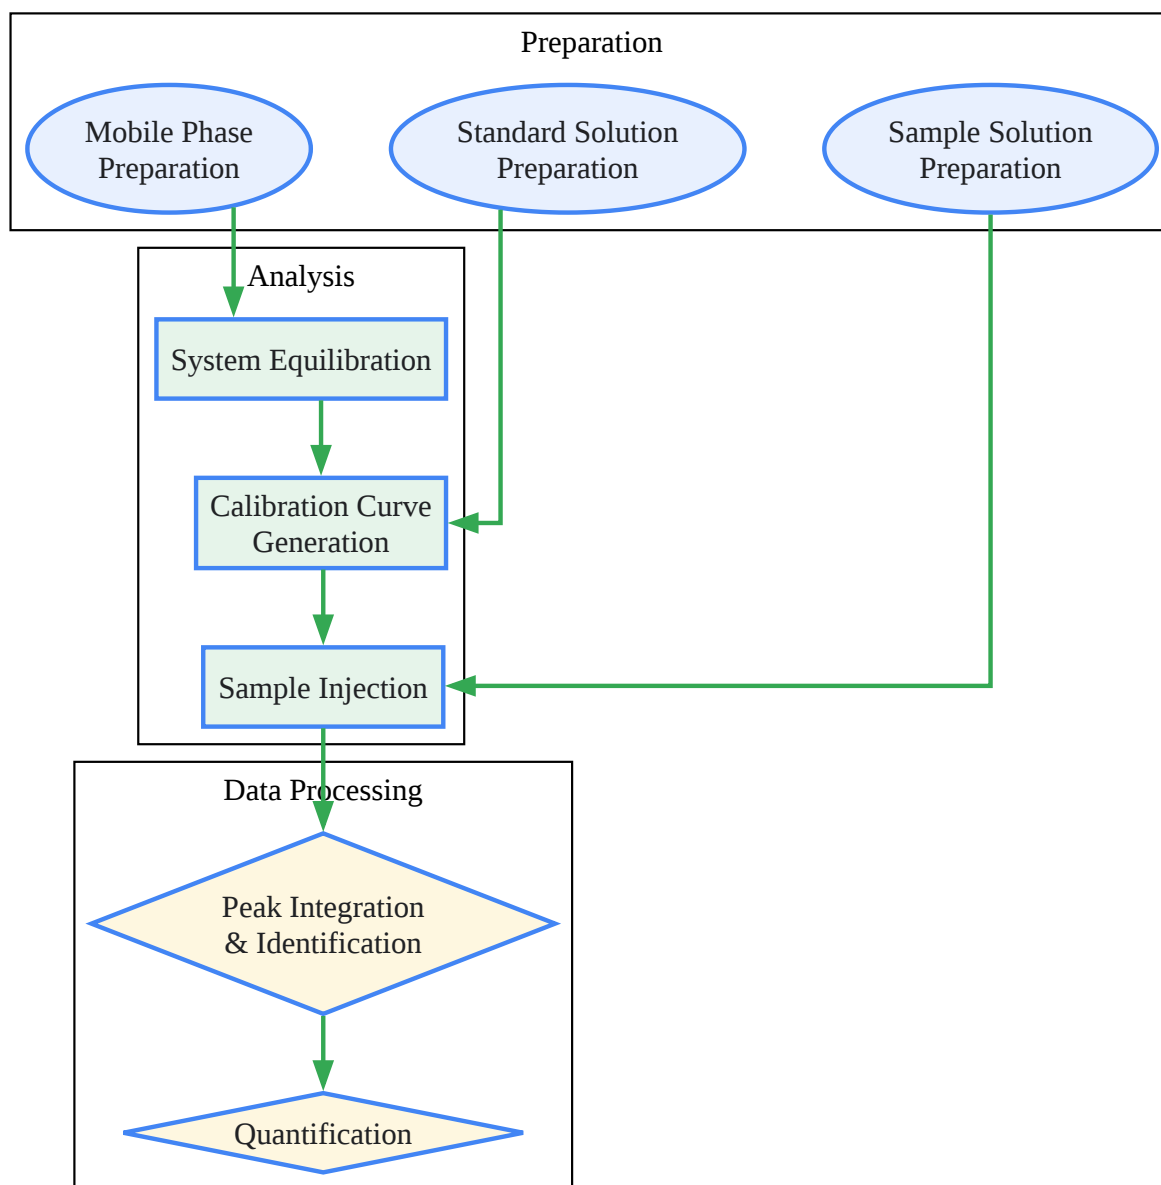 Preparation
Mobile Phase
Preparation
Standard Solution
Preparation
Sample Solution
Preparation
Analysis
System Equilibration
Calibration Curve
Generation
Sample Injection
Data Processing
Peak Integration
& Identification
Quantification